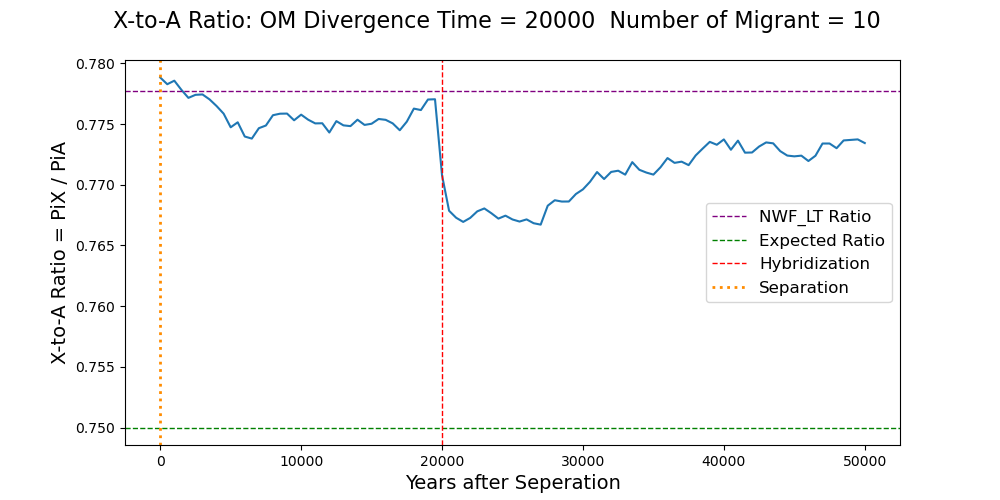 X-to-A Ratio: OM Divergence Time = 20000  Number of Migrant = 10
0.780
0.775
0.770
0.765
0.760
0.755
0.750
X-to-A Ratio = PiX / PiA
NWF_LT Ratio
Expected Ratio
Hybridization
Separation
0 10000 20000 30000 40000 50000
Years after Seperation